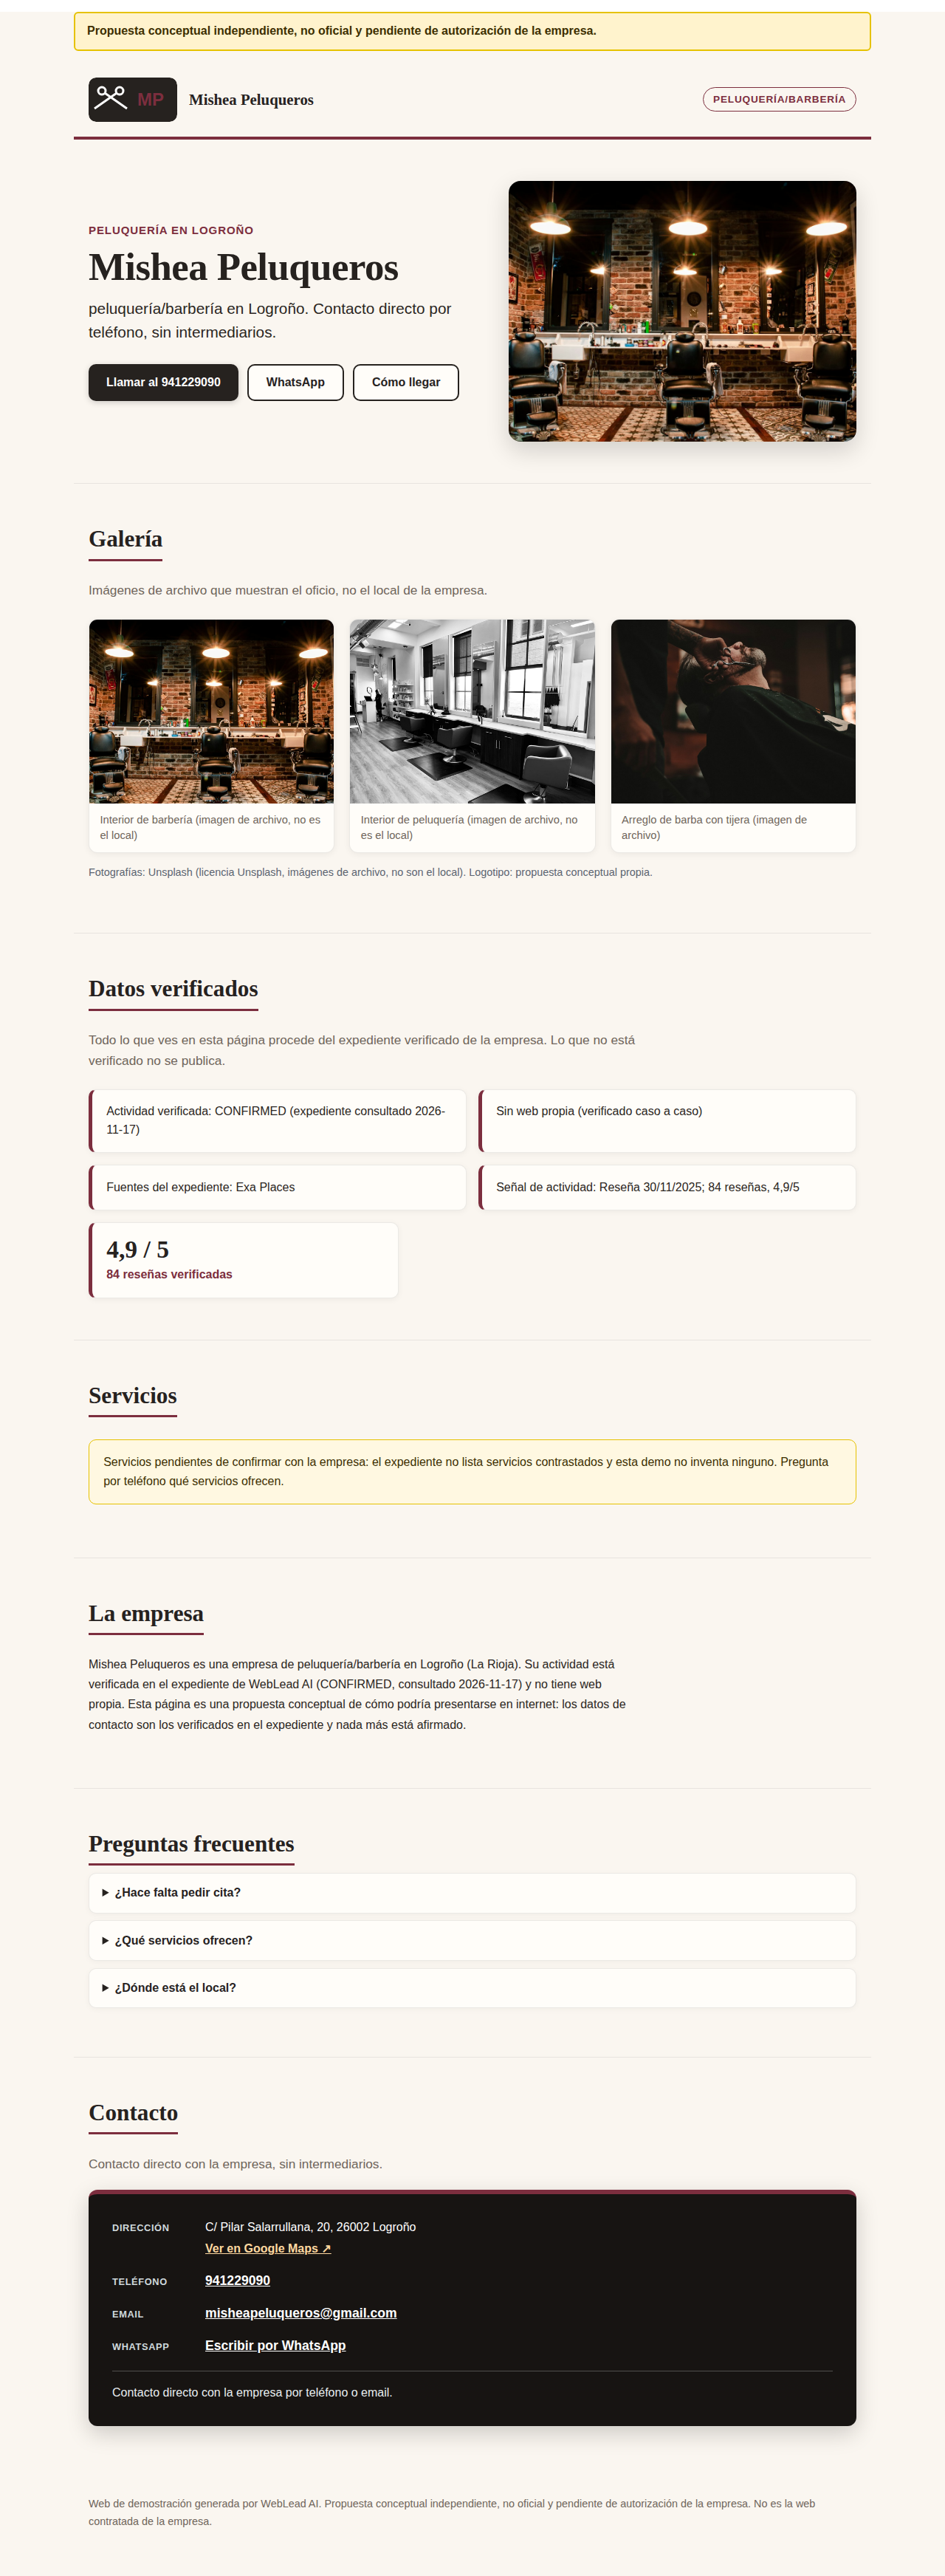 Propuesta conceptual independiente, no oficial y pendiente de autorización de la empresa.
MP
Mishea Peluqueros
PELUQUERÍA/BARBERÍA
PELUQUERÍA EN LOGROÑO
Mishea Peluqueros
peluquería/barbería en Logroño. Contacto directo por
teléfono, sin intermediarios.
Llamar al 941229090
WhatsApp
Cómo llegar
Galería
Imágenes de archivo que muestran el oficio, no el local de la empresa.
Interior de barbería (imagen de archivo, no es
el local)
Interior de peluquería (imagen de archivo, no
es el local)
Arreglo de barba con tijera (imagen de
archivo)
Fotografías: Unsplash (licencia Unsplash, imágenes de archivo, no son el local). Logotipo: propuesta conceptual propia.
Datos verificados
Todo lo que ves en esta página procede del expediente verificado de la empresa. Lo que no está
verificado no se publica.
Actividad verificada: CONFIRMED (expediente consultado 2026-
11-17)
Sin web propia (verificado caso a caso)
Fuentes del expediente: Exa Places
Señal de actividad: Reseña 30/11/2025; 84 reseñas, 4,9/5
4,9 / 5
84 reseñas verificadas
Servicios
Servicios pendientes de confirmar con la empresa: el expediente no lista servicios contrastados y esta demo no inventa ninguno. Pregunta
por teléfono qué servicios ofrecen.
La empresa
Mishea Peluqueros es una empresa de peluquería/barbería en Logroño (La Rioja). Su actividad está
verificada en el expediente de WebLead AI (CONFIRMED, consultado 2026-11-17) y no tiene web
propia. Esta página es una propuesta conceptual de cómo podría presentarse en internet: los datos de
contacto son los verificados en el expediente y nada más está afirmado.
Preguntas frecuentes
¿Hace falta pedir cita?
¿Qué servicios ofrecen?
¿Dónde está el local?
Contacto
Contacto directo con la empresa, sin intermediarios.
DIRECCIÓN
C/ Pilar Salarrullana, 20, 26002 Logroño
Ver en Google Maps ↗
TELÉFONO
941229090
EMAIL
misheapeluqueros@gmail.com
WHATSAPP
Escribir por WhatsApp
Contacto directo con la empresa por teléfono o email.
Web de demostración generada por WebLead AI. Propuesta conceptual independiente, no oficial y pendiente de autorización de la empresa. No es la web
contratada de la empresa.